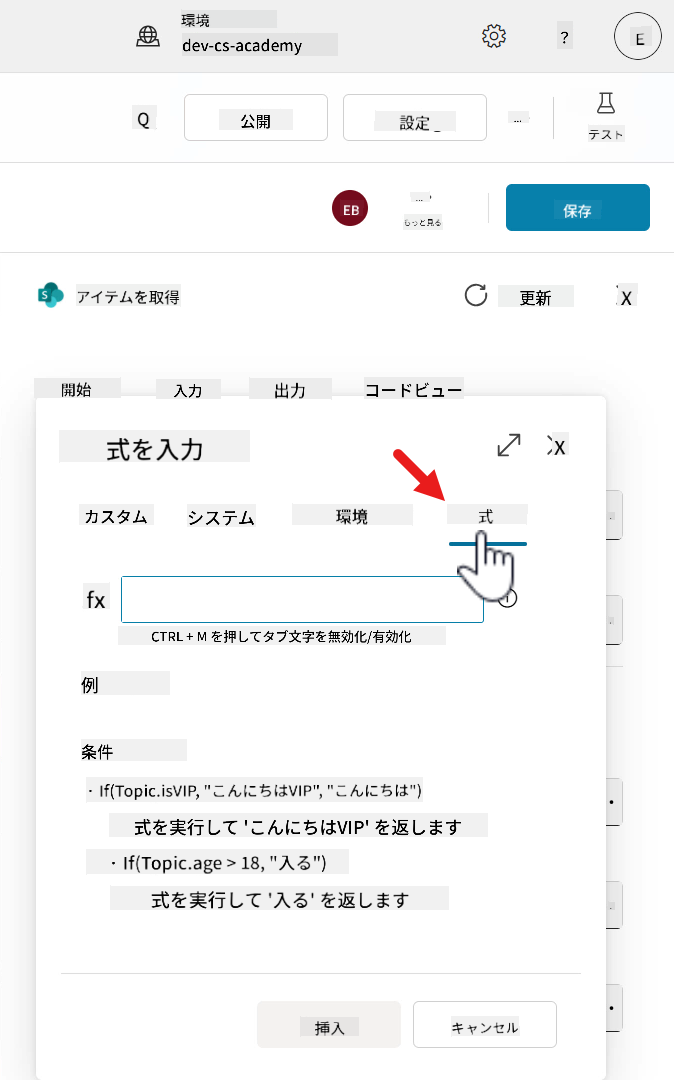 環境
dev-cs-academy
?
E
Q
公開
設定
...
テスト
EB
...
もっと見る
保存
S
アイテムを取得
更新
X
開始
入力
出力
コードビュー
式を入力
X
カスタム
システム
環境
式
fx
CTRL + M を押してタブ文字を無効化/有効化
例
条件
・If(Topic.isVIP, "こんにちはVIP", "こんにちは")
式を実行して 'こんにちはVIP' を返します
・If(Topic.age > 18, "入る")
式を実行して '入る' を返します
挿入
キャンセル